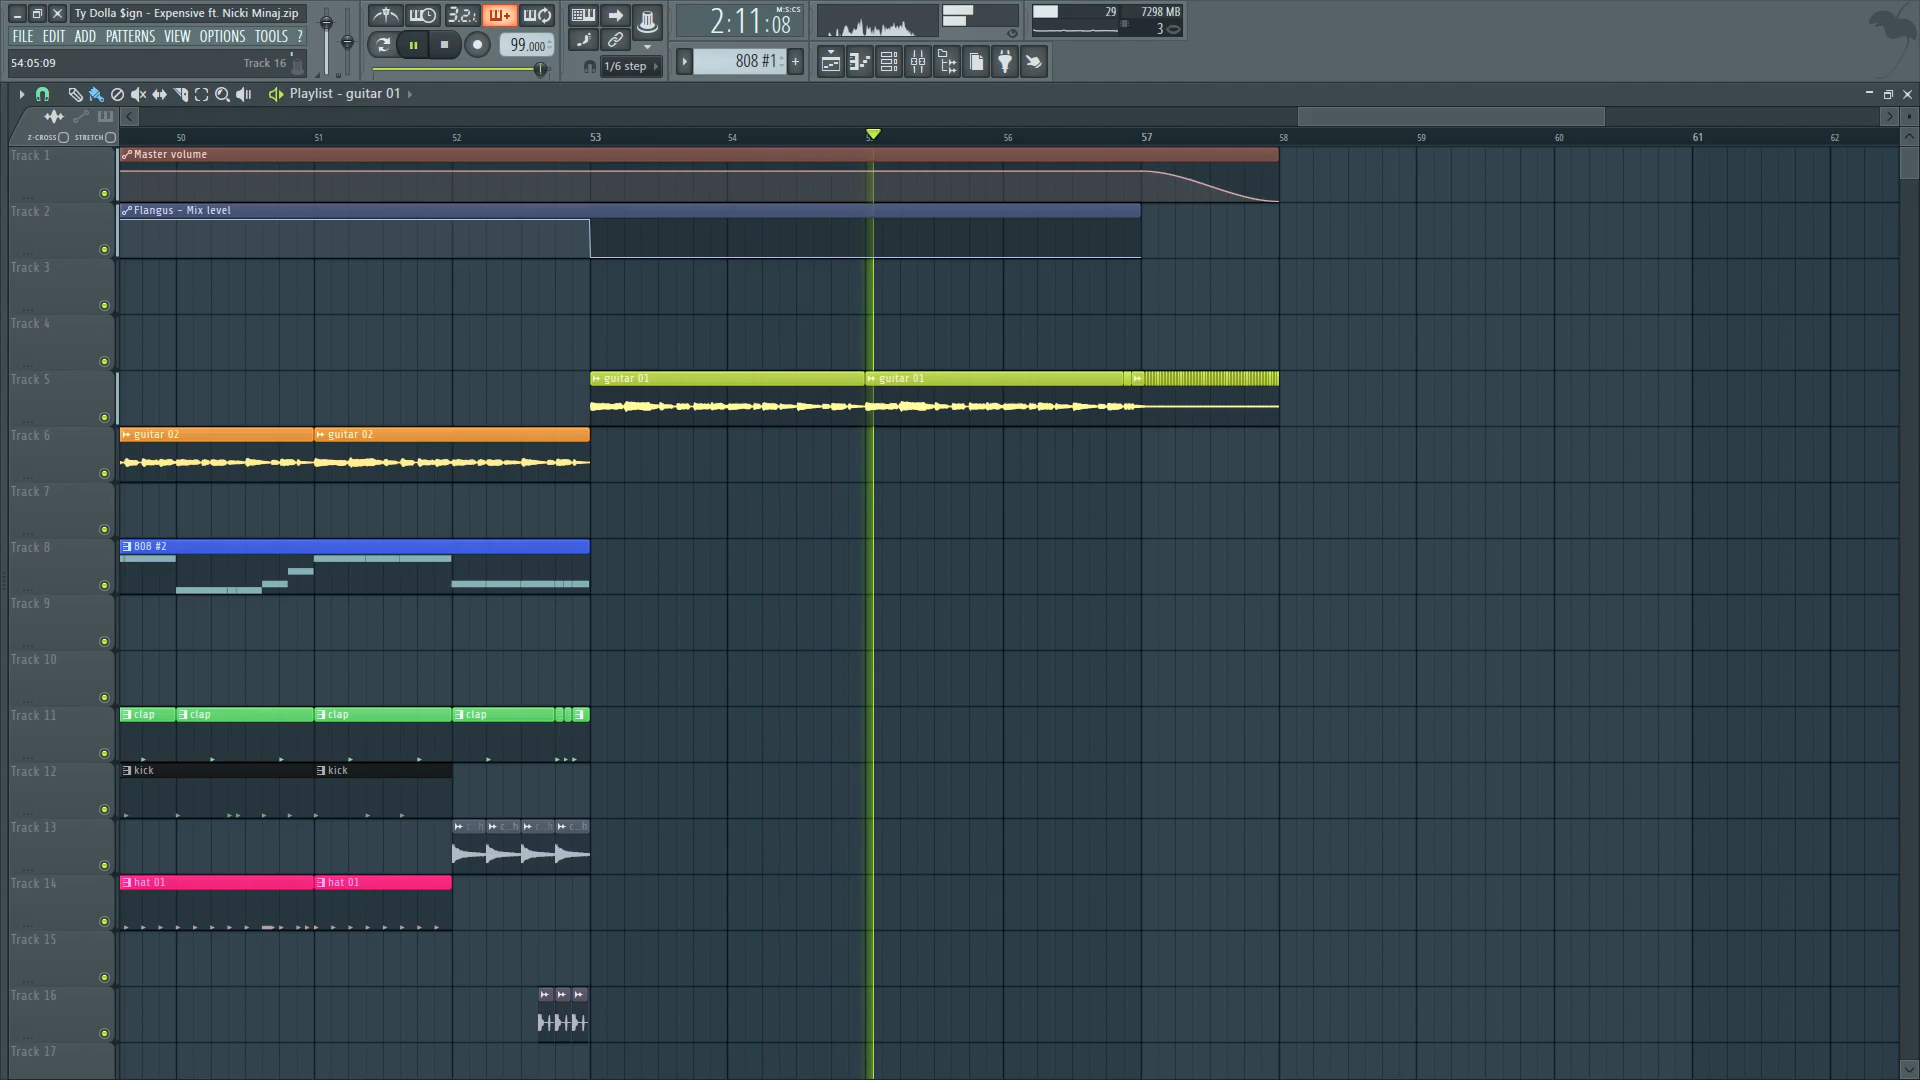 Ty Dolla $ign - Expensive ft. Nicki Minaj.zip
FILE EDIT ADD PATTERNS VIEW OPTIONS TOOLS ?
54:05:09 Track 16
3.2.1
99.000
1/6 step
2:11:08 M:S:CS
808 #1
29 7298 MB
3
Playlist - guitar 01
Z-CROSS STRETCH
50 51 52 53 54 56 57 58 59 60 61 62
Track 1 Master volume
Track 2 Flangus - Mix level
Track 3
Track 4
Track 5 guitar 01 guitar 01
Track 6 guitar 02 guitar 02
Track 7
Track 8 808 #2
Track 9
Track 10
Track 11 clap clap clap clap
Track 12 kick kick
Track 13 c...h c...h c...h c...h
Track 14 hat 01 hat 01
Track 15
Track 16
Track 17